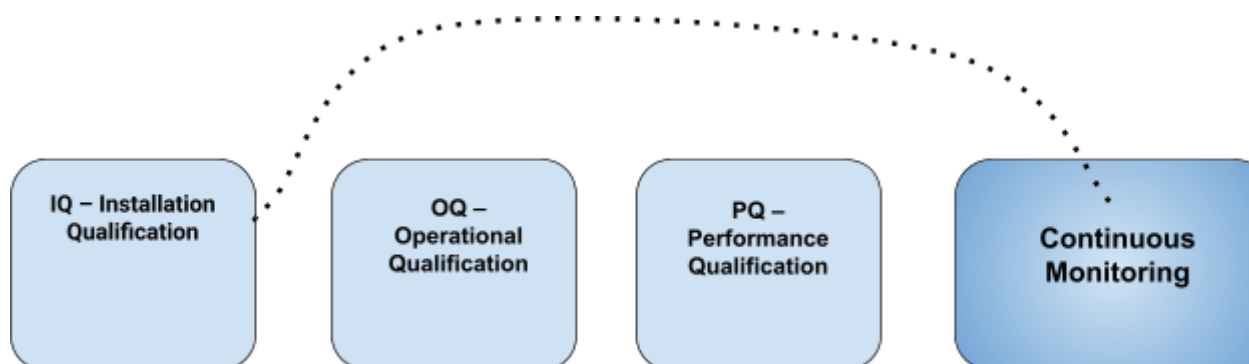 IQ – Installation
Qualification
OQ –
Operational
Qualification
PQ –
Performance
Qualification
Continuous
Monitoring